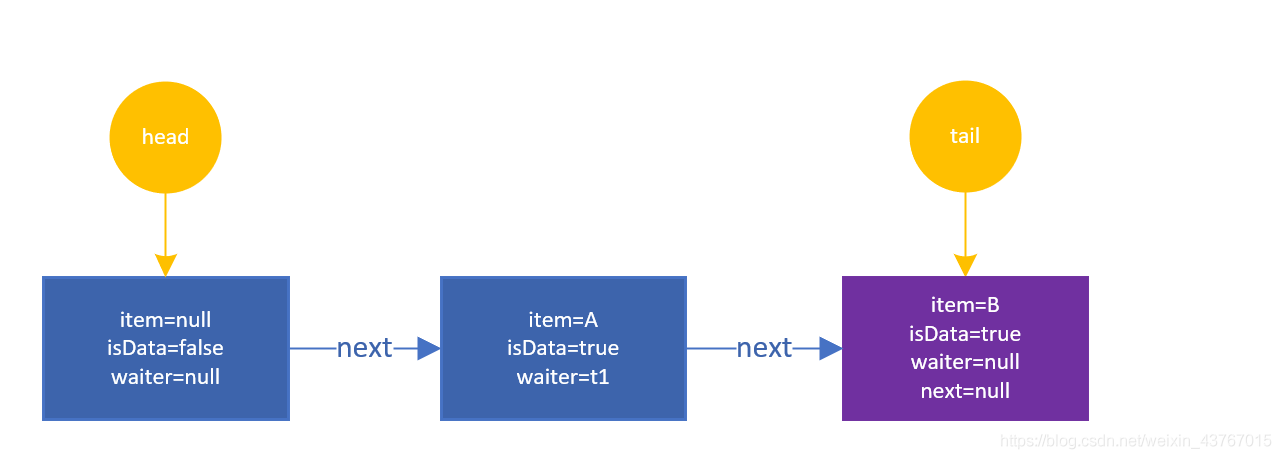 head
tail
item=null
isData=false
waiter=null
next
item=A
isData=true
waiter=t1
next
item=B
isData=true
waiter=null
next=null
https://blog.csdn.net/weixin_43767015